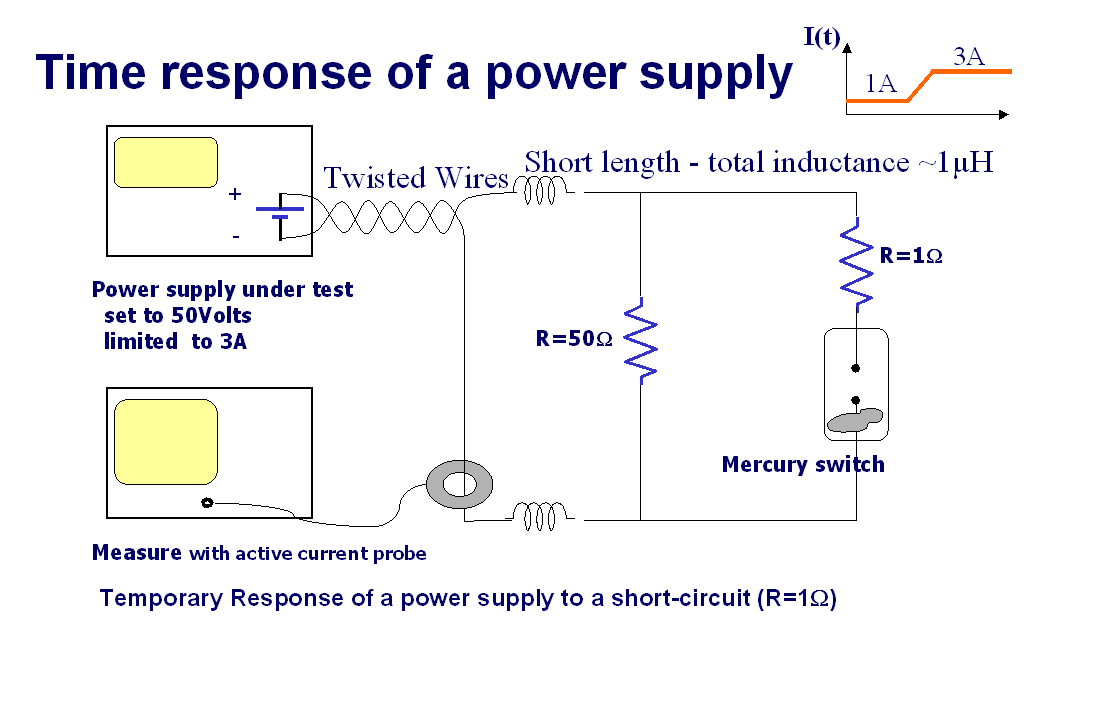 Time response of a power supply
I(t)
1A
3A
Short length - total inductance ~1µH
Twisted Wires
+
-
R=1Ω
Power supply under test
set to 50Volts
limited  to 3A
R=50Ω
Mercury switch
Measure with active current probe
Temporary Response of a power supply to a short-circuit (R=1Ω)